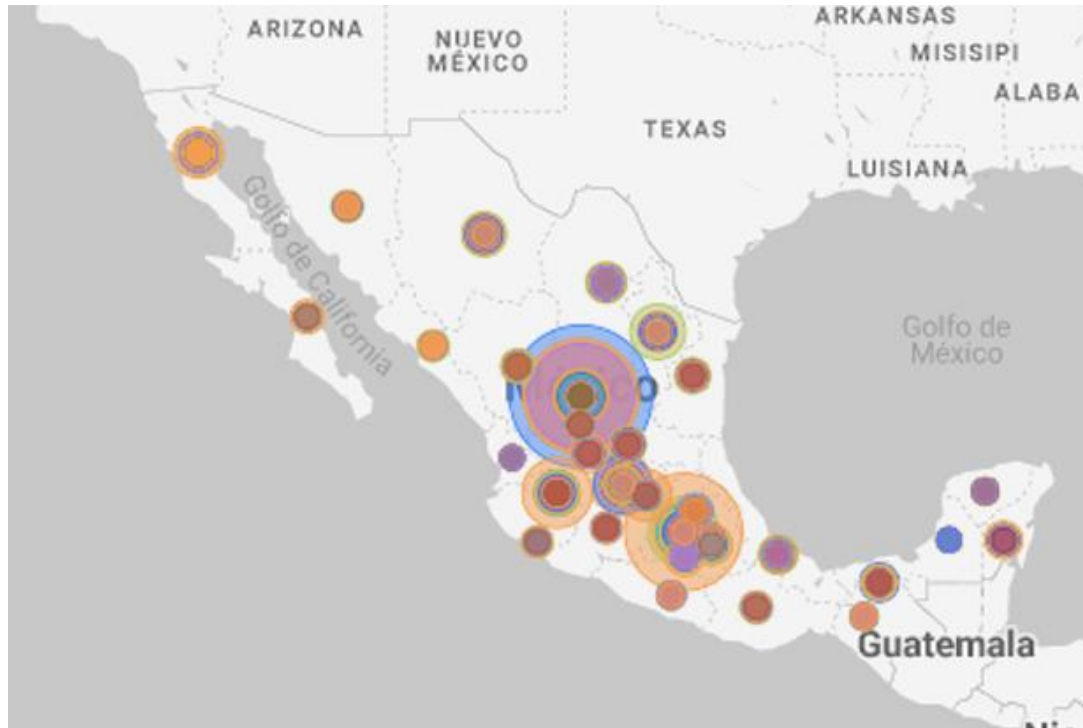 ARKANSAS
ARIZONA
NUEVO
MÉXICO
MISISIPI
ALABA
TEXAS
LUISIANA
Golfo de California
Golfo de
México
Guatemala